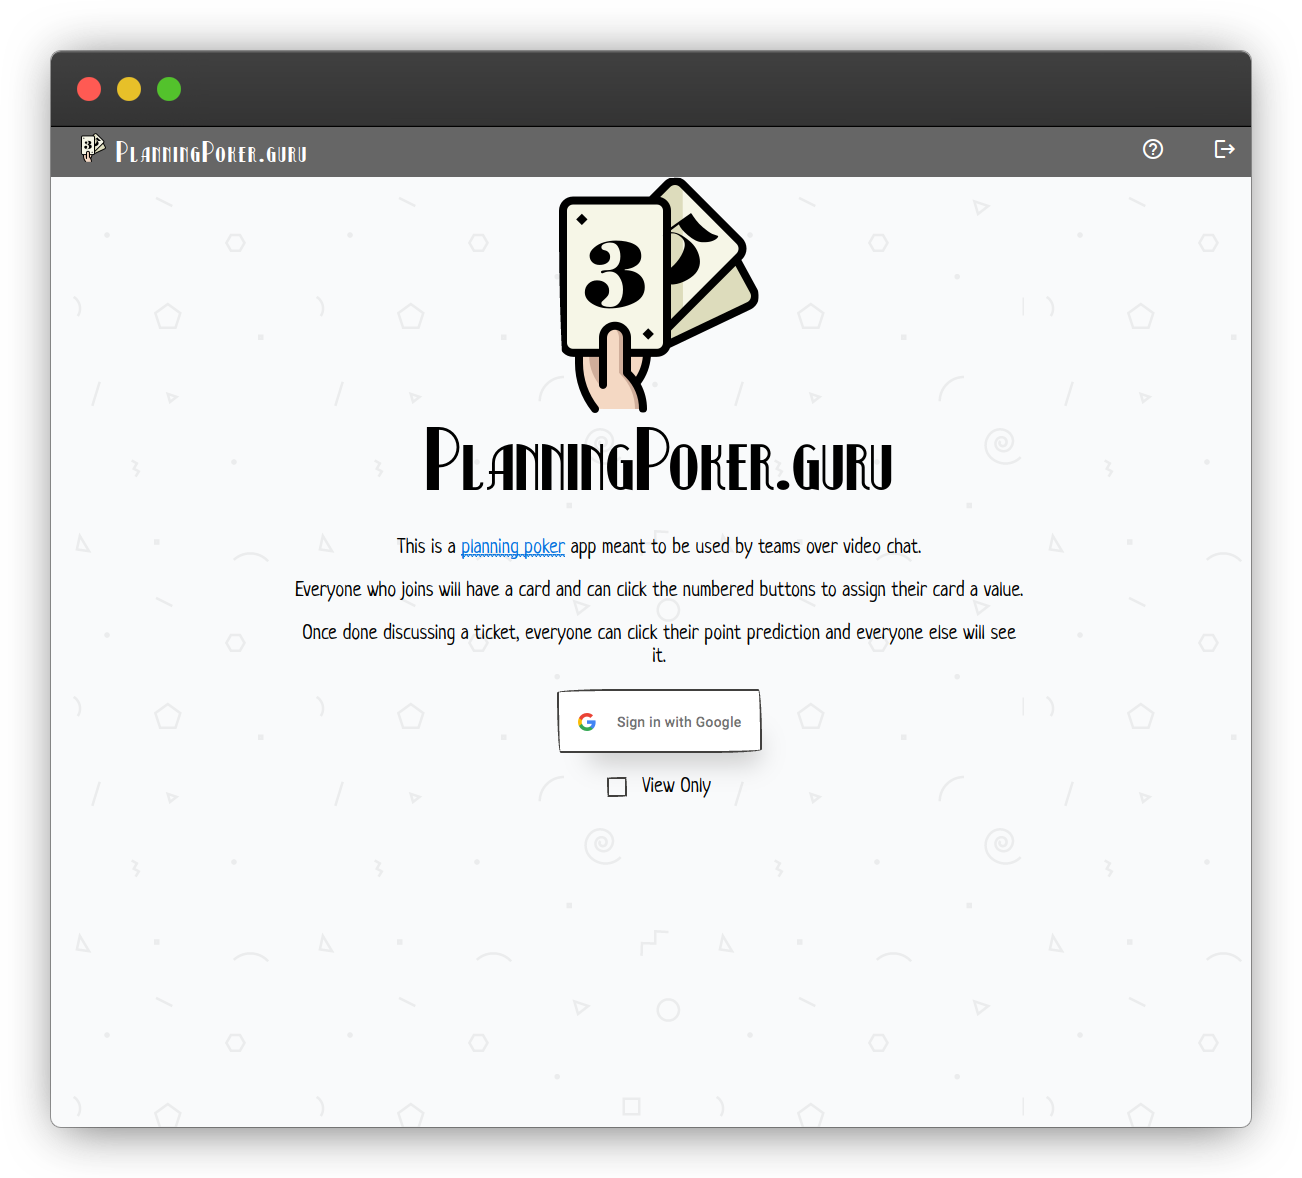 3
PlanningPoker.guru
3
5
PlanningPoker.guru
This is a planning poker app meant to be used by teams over video chat.
Everyone who joins will have a card and can click the numbered buttons to assign their card a value.
Once done discussing a ticket, everyone can click their point prediction and everyone else will see
it.
Sign in with Google
View Only